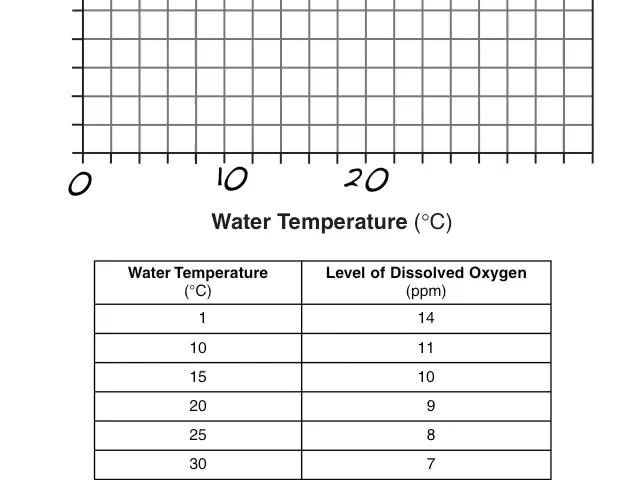 0 10 20
Water Temperature (°C)
Water Temperature Level of Dissolved Oxygen
(°C) (ppm)
1 14
10 11
15 10
20 9
25 8
30 7